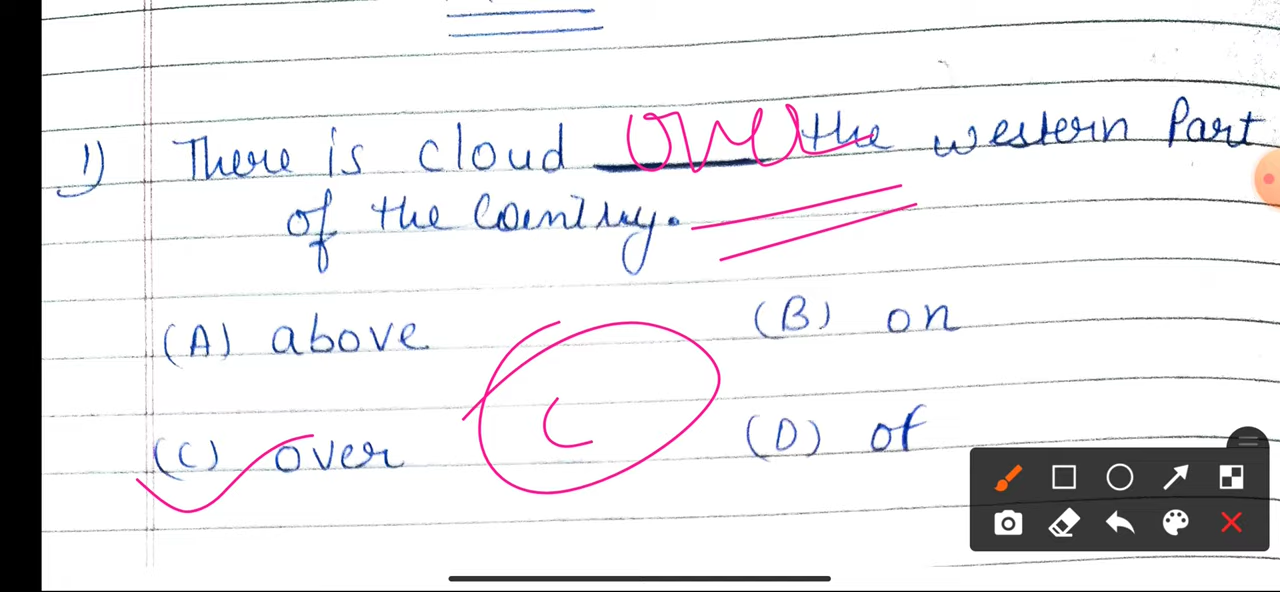 1) There is cloud over the western Part
of the Country.
(A) above (B) on
C
(C) over (D) of